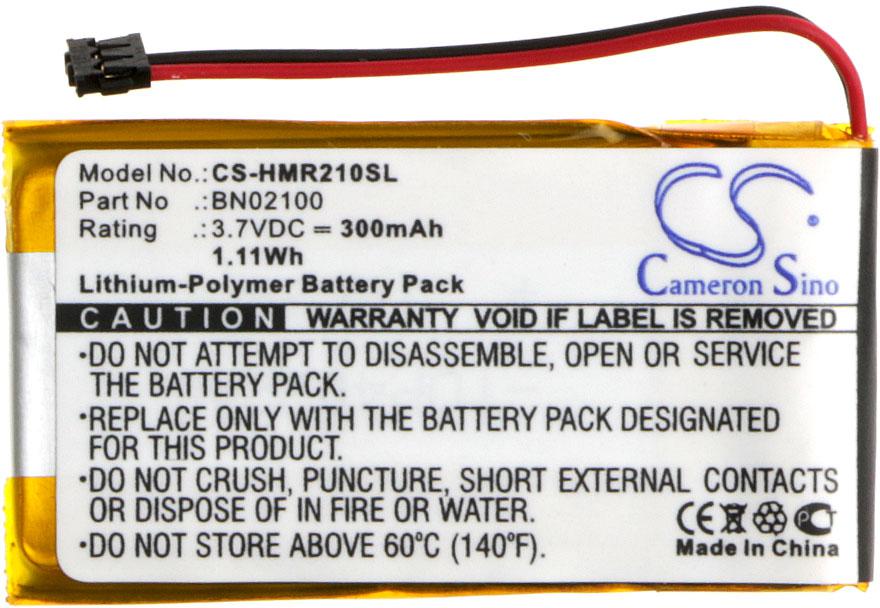 Model No.:CS-HMR210SL
Part No .:BN02100
Rating .:3.7VDC = 300mAh
1.11Wh
Lithium-Polymer Battery Pack
CS
Cameron Sino
CAUTION WARRANTY VOID IF LABEL IS REMOVED
·DO NOT ATTEMPT TO DISASSEMBLE, OPEN OR SERVICE
THE BATTERY PACK.
·REPLACE ONLY WITH THE BATTERY PACK DESIGNATED
FOR THIS PRODUCT.
·DO NOT CRUSH, PUNCTURE, SHORT EXTERNAL CONTACTS
OR DISPOSE OF IN FIRE OR WATER.
·DO NOT STORE ABOVE 60°C (140°F).
CE
Made In China